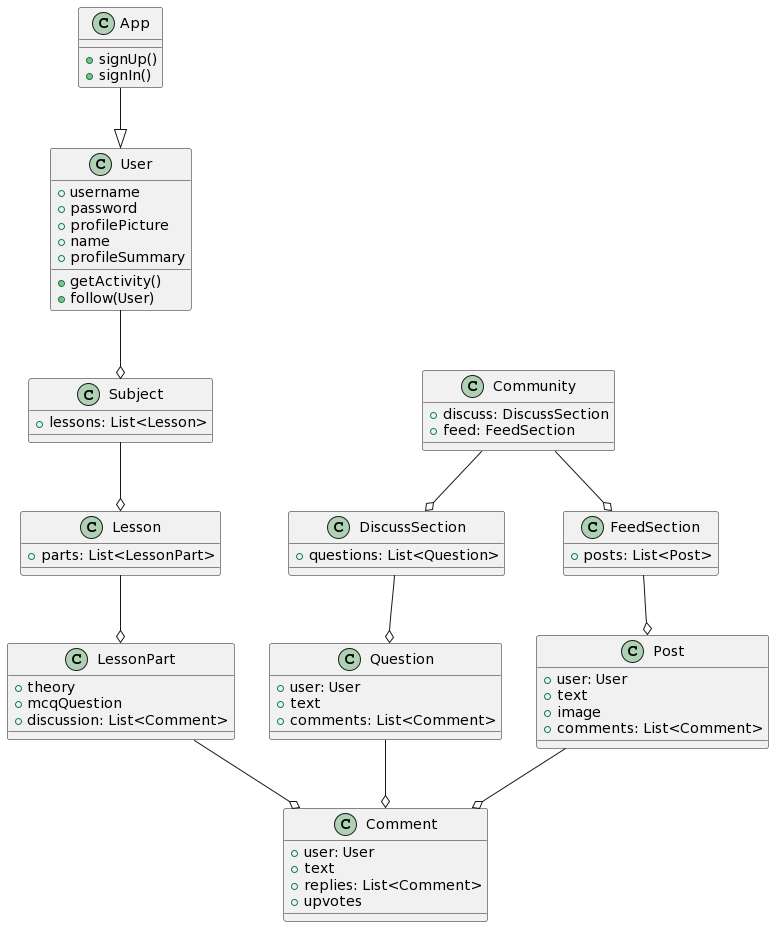 C App
signUp()
signIn()
C User
username
password
profilePicture
name
profileSummary
getActivity()
follow(User)
C Subject
lessons: List<Lesson>
C Community
discuss: DiscussSection
feed: FeedSection
C Lesson
parts: List<LessonPart>
C DiscussSection
questions: List<Question>
C FeedSection
posts: List<Post>
C LessonPart
theory
mcqQuestion
discussion: List<Comment>
C Question
user: User
text
comments: List<Comment>
C Post
user: User
text
image
comments: List<Comment>
C Comment
user: User
text
replies: List<Comment>
upvotes